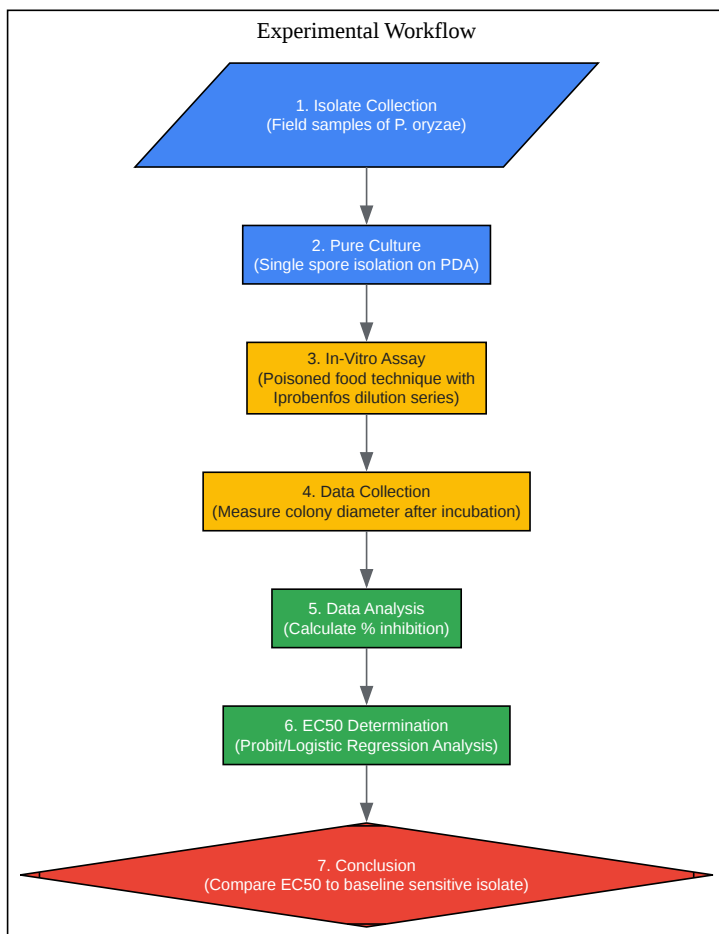 Experimental Workflow
1. Isolate Collection
(Field samples of P. oryzae)
2. Pure Culture
(Single spore isolation on PDA)
3. In-Vitro Assay
(Poisoned food technique with
Iprobenfos dilution series)
4. Data Collection
(Measure colony diameter after incubation)
5. Data Analysis
(Calculate % inhibition)
6. EC50 Determination
(Probit/Logistic Regression Analysis)
7. Conclusion
(Compare EC50 to baseline sensitive isolate)